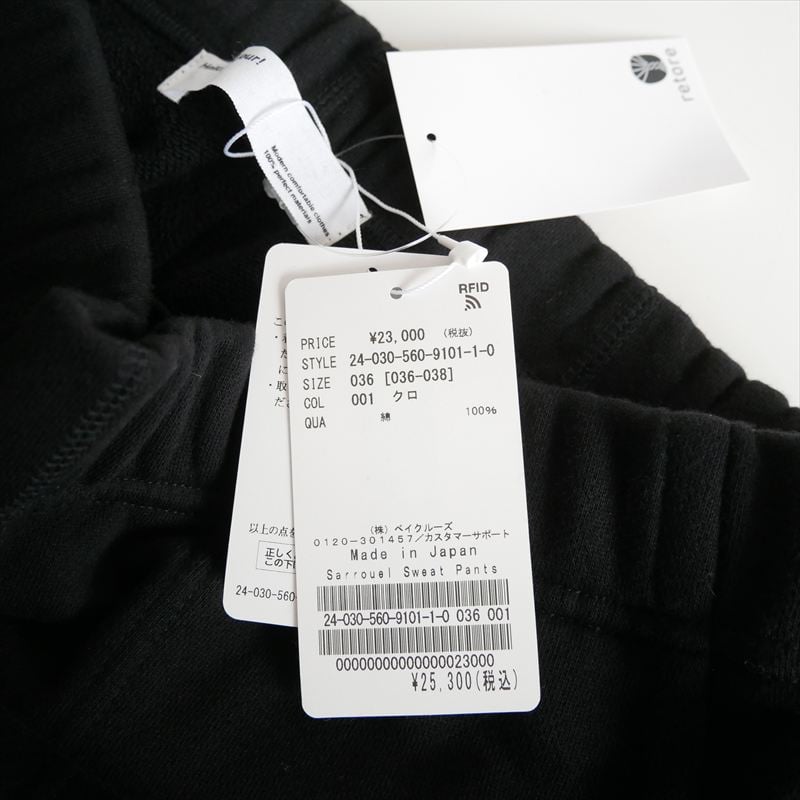 retore
our!
Modern comfortable clothes.
100% perfect materials
RFID
PRICE ¥23,000 (税抜)
STYLE 24-030-560-9101-1-0
SIZE 036 [036-038]
COL 001 クロ
QUA 綿 100%
(株) ベイクルーズ
0120-301457/カスタマーサポート
Made in Japan
Sarrouel Sweat Pants
24-030-560-9101-1-0 036 001
00000000000000023000
¥25,300(税込)
以上の点を
正しく
この下
24-030-560